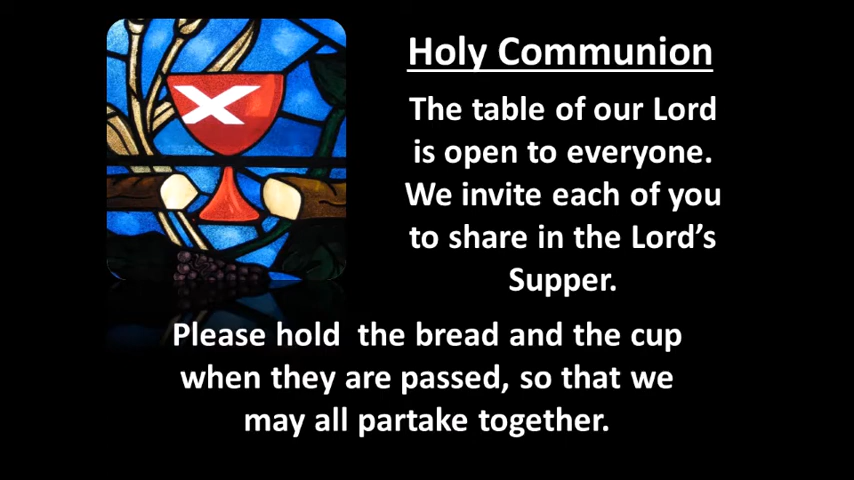 Holy Communion
The table of our Lord
is open to everyone.
We invite each of you
to share in the Lord’s
Supper.
Please hold  the bread and the cup
when they are passed, so that we
may all partake together.